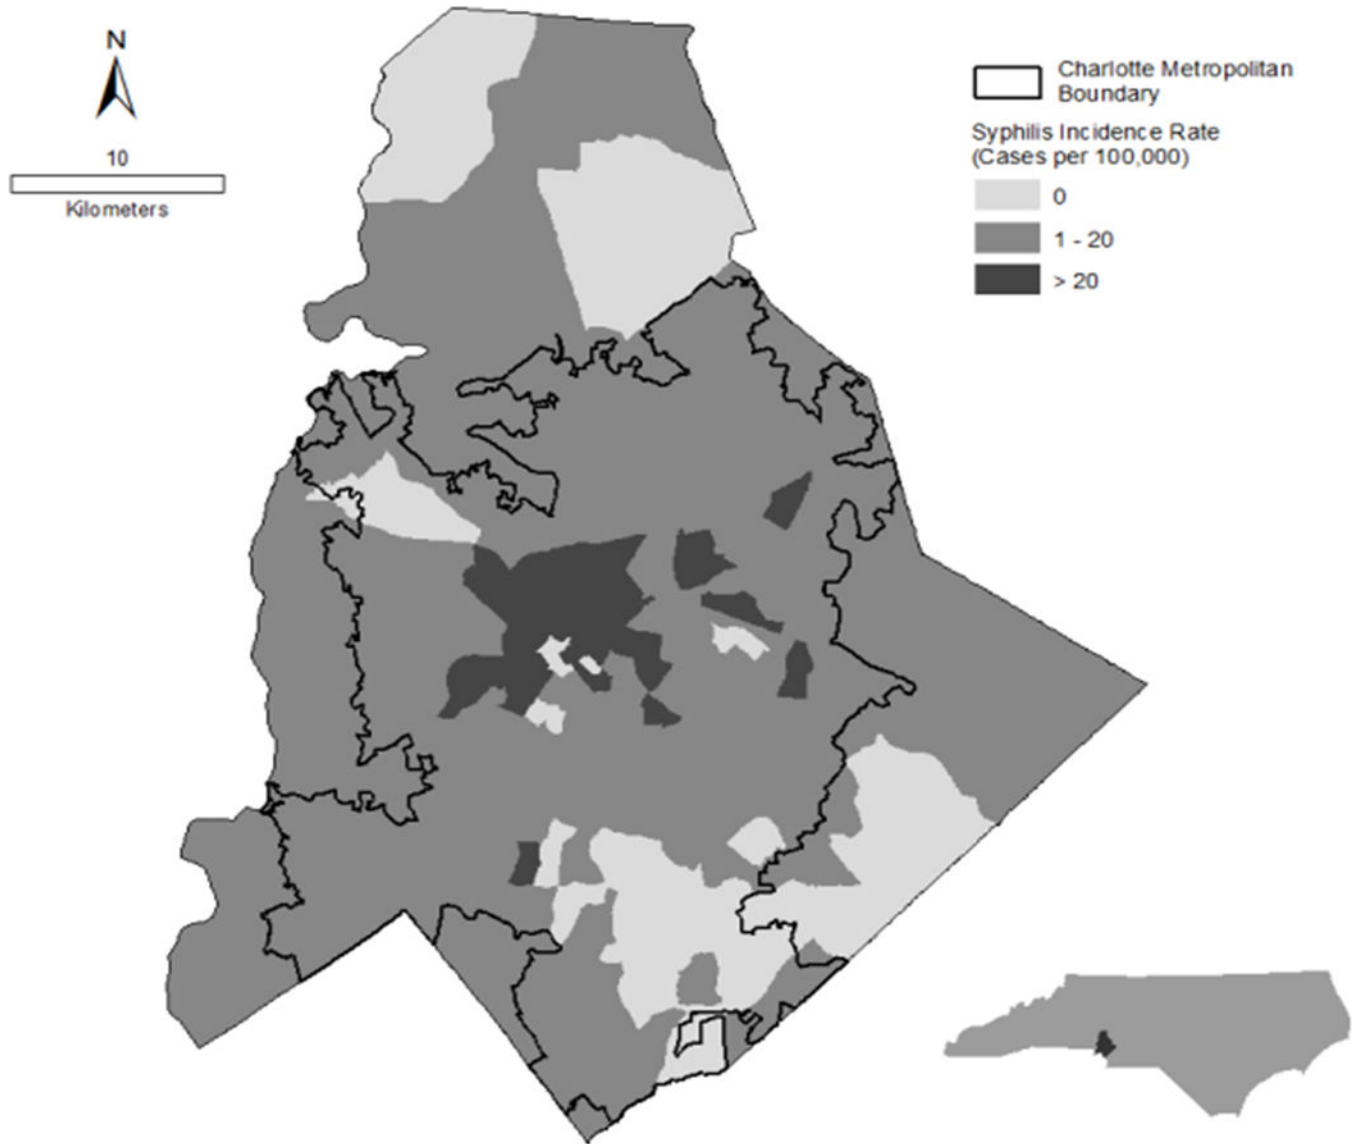 N
10
Kilometers
Charlotte Metropolitan
Boundary
Syphilis Incidence Rate
(Cases per 100,000)
0
1 - 20
> 20